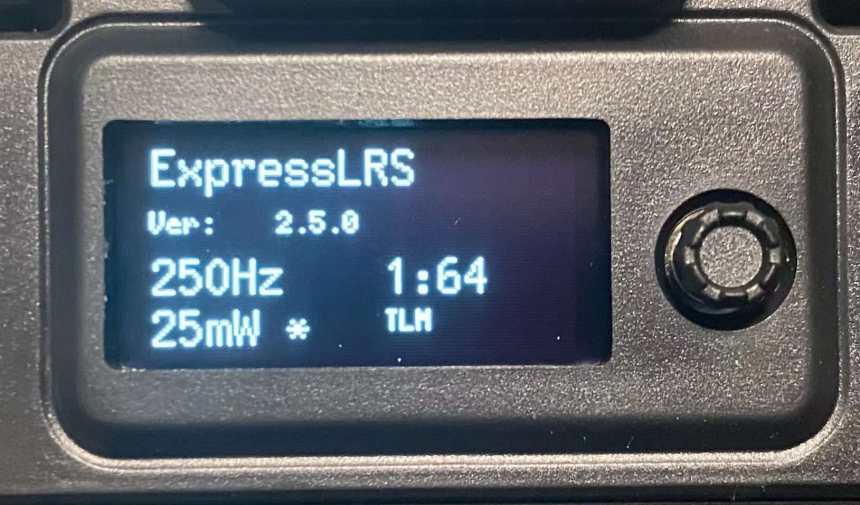 ExpressLRS
Ver: 2.5.0
250Hz 1:64
25mW * TLM